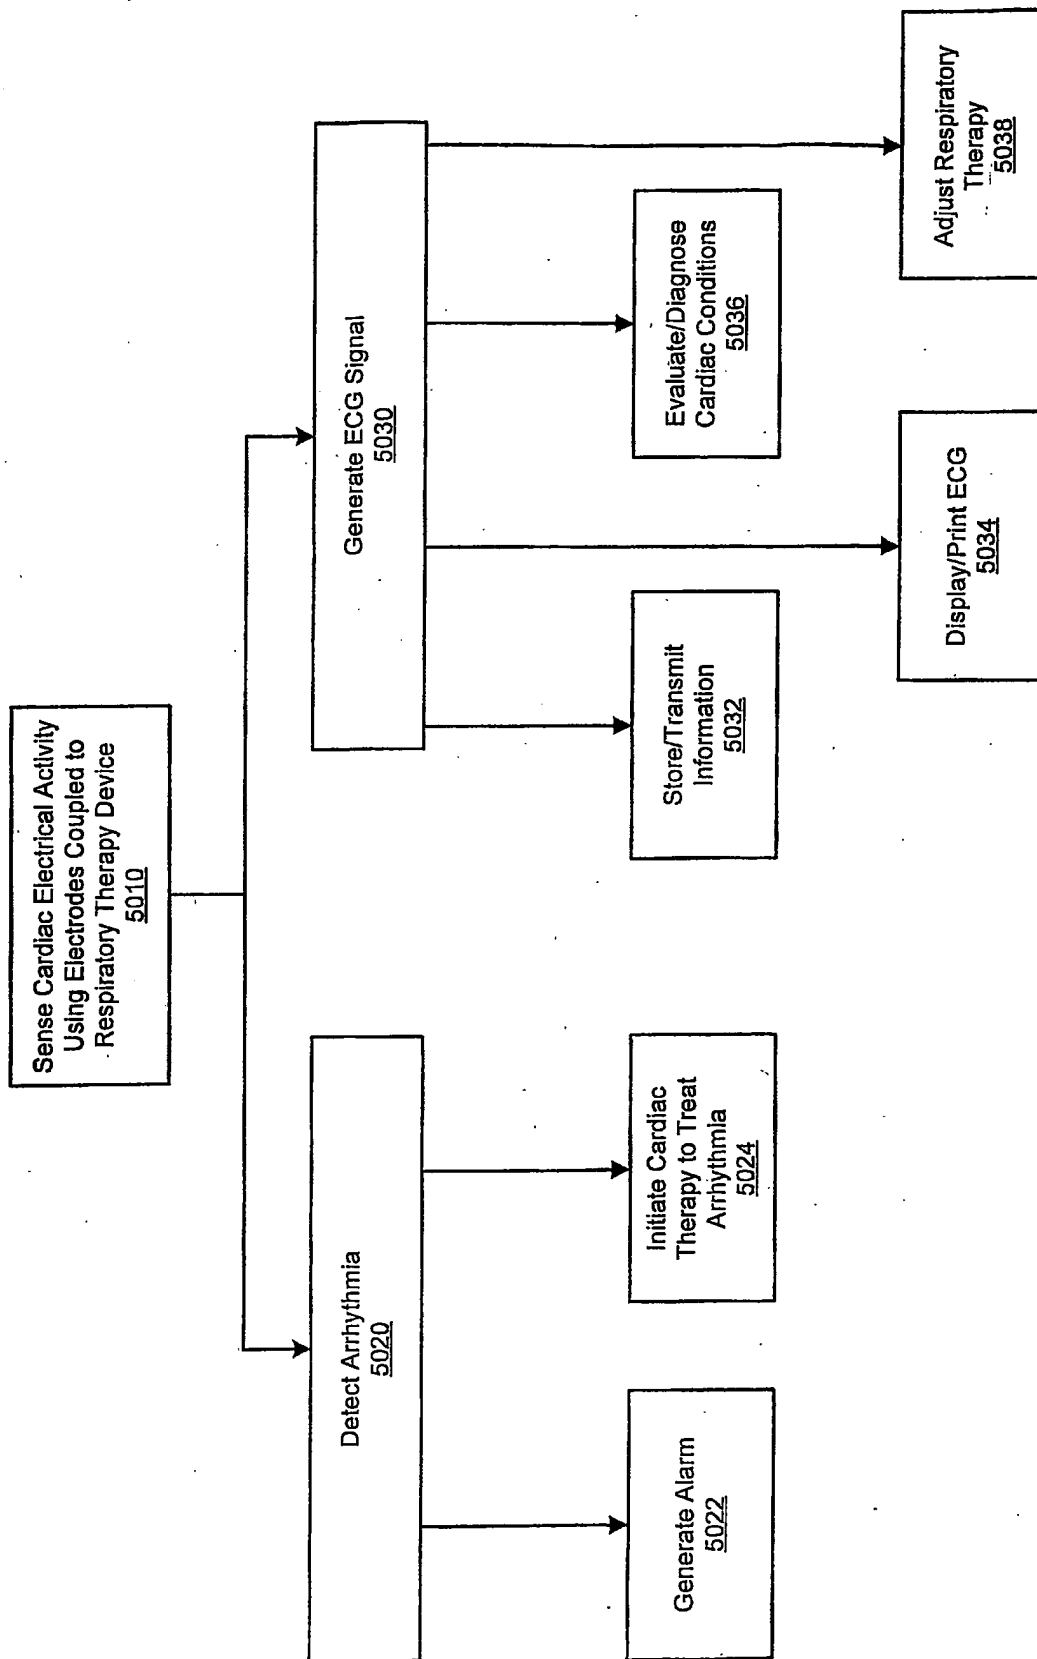 Sense Cardiac Electrical Activity
Using Electrodes Coupled to
Respiratory Therapy Device
5010
Detect Arrhythmia
5020
Generate ECG Signal
5030
Generate Alarm
5022
Initiate Cardiac
Therapy to Treat
Arrhythmia
5024
Store/Transmit
Information
5032
Evaluate/Diagnose
Cardiac Conditions
5036
Display/Print ECG
5034
Adjust Respiratory
Therapy
5038